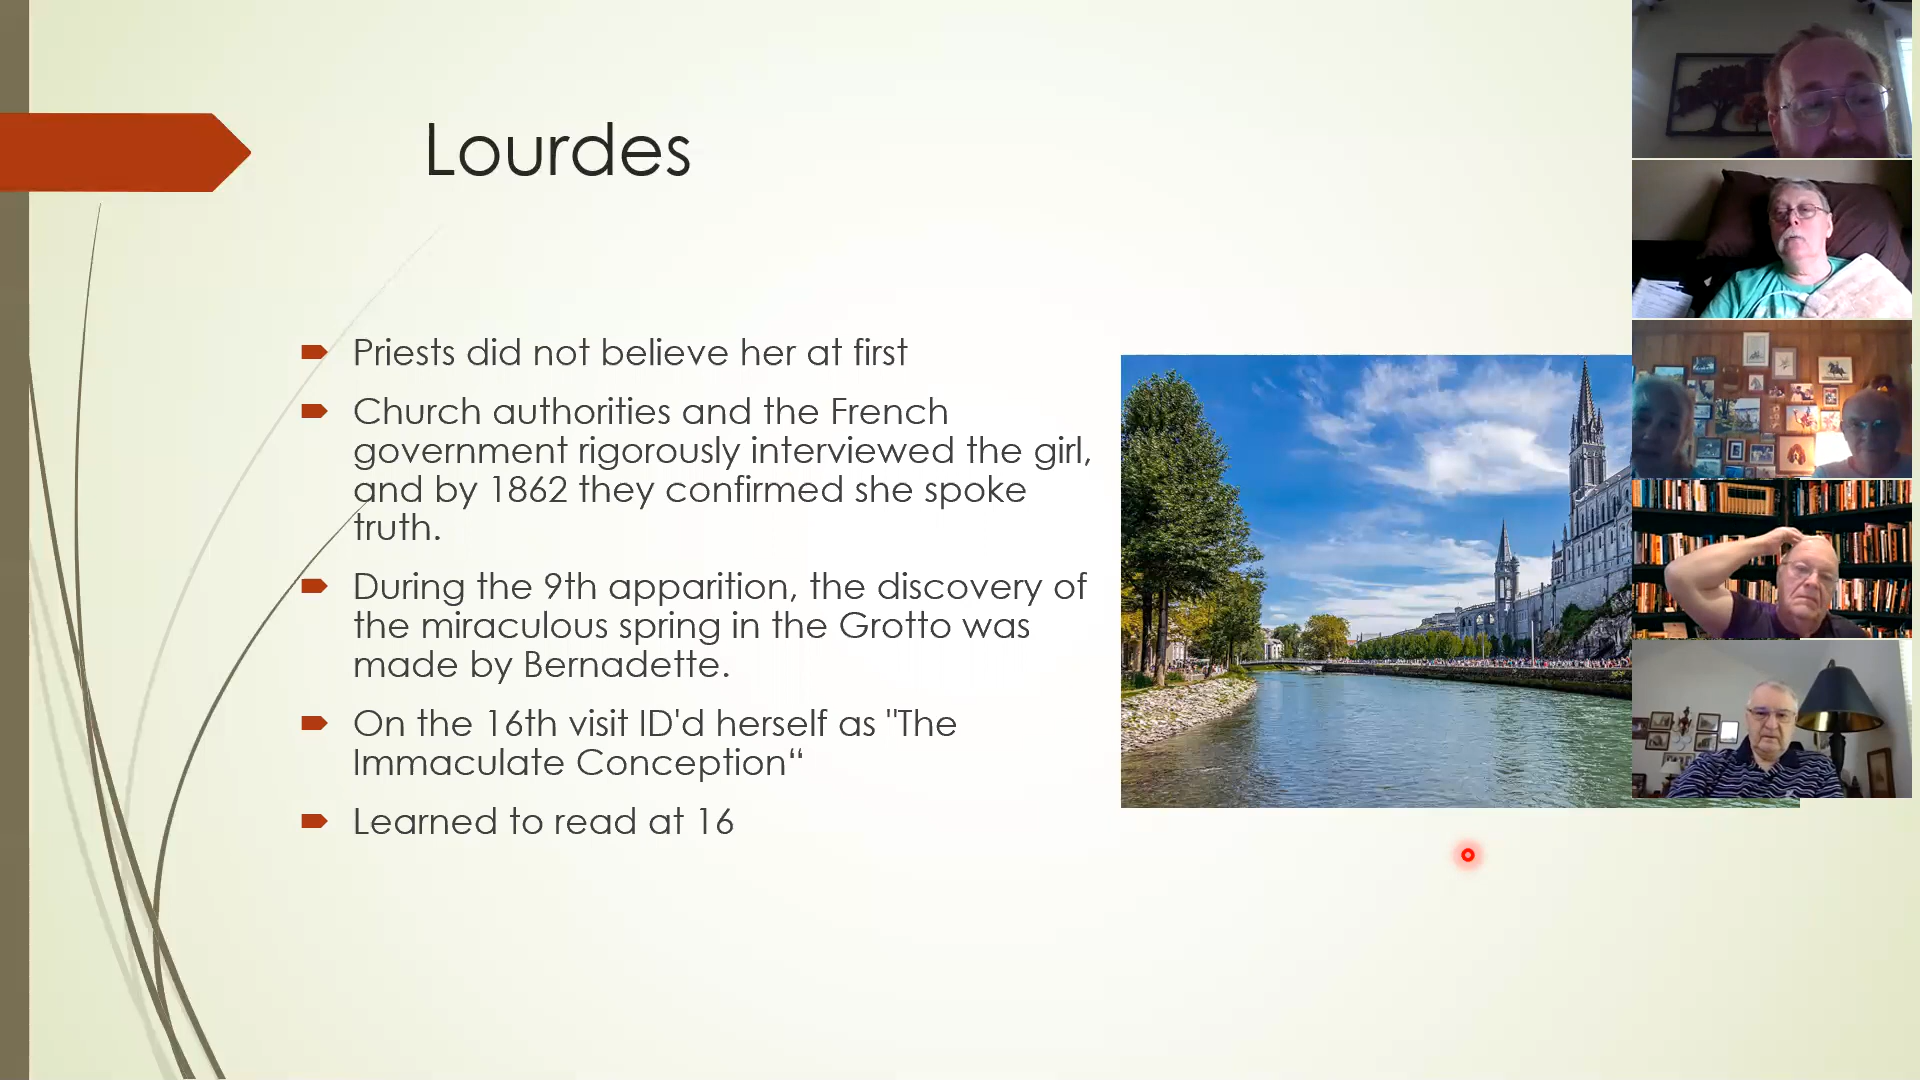 Lourdes
Priests did not believe her at first
Church authorities and the French
government rigorously interviewed the girl,
and by 1862 they confirmed she spoke
truth.
During the 9th apparition, the discovery of
the miraculous spring in the Grotto was
made by Bernadette.
On the 16th visit ID'd herself as "The
Immaculate Conception“
Learned to read at 16